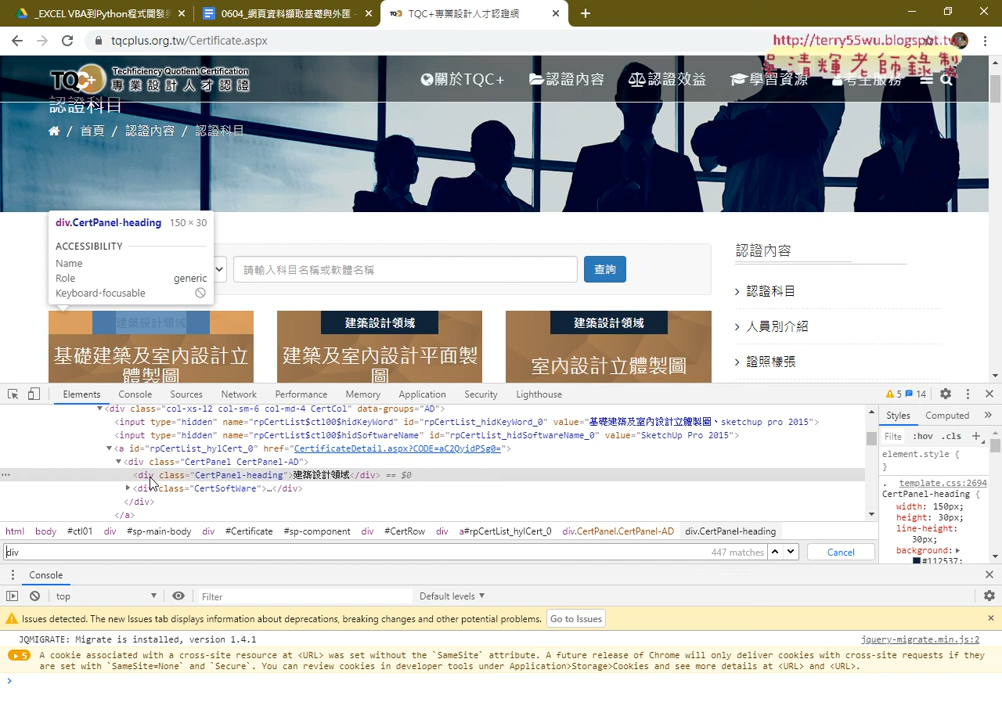 _EXCEL VBA到Python程式開發
0604_網頁資料擷取基礎與外匯
TQC+專業設計人才認證網
tqcplus.org.tw/Certificate.aspx
http://terry55wu.blogspot.tw
吳清輝老師錄製
TQC+
Techficiency Quotient Certification
專業設計人才認證
關於TQC+
認證內容
認證效益
學習資源
考生服務
認證科目
/ 首頁 / 認證內容 / 認證科目
div.CertPanel-heading 150 × 30
ACCESSIBILITY
Name
Role generic
Keyboard-focusable
請輸入科目名稱或軟體名稱
查詢
認證內容
認證科目
人員別介紹
證照樣張
建築設計領域
基礎建築及室內設計立
體製圖
建築設計領域
建築及室內設計平面製
圖
建築設計領域
室內設計立體製圖
Elements Console Sources Network Performance Memory Application Security Lighthouse
5 14
<div class="col-xs-12 col-sm-6 col-md-4 CertCol" data-groups="AD">
<input type="hidden" name="rpCertList$ctl00$hidKeyWord" id="rpCertList_hidKeyWord_0" value="基礎建築及室內設計立體製圖、sketchup pro 2015">
<input type="hidden" name="rpCertList$ctl00$hidSoftwareName" id="rpCertList_hidSoftwareName_0" value="SketchUp Pro 2015">
<a id="rpCertList_hylCert_0" href="CertificateDetail.aspx?CODE=aC2QyidPSg0=">
<div class="CertPanel CertPanel-AD">
<div class="CertPanel-heading">建築設計領域</div> == $0
<div class="CertSoftWare">…</div>
</div>
</a>
html body #ctl01 div #sp-main-body div #Certificate #sp-component div #CertRow div a#rpCertList_hylCert_0 div.CertPanel.CertPanel-AD div.CertPanel-heading
div
447 matches
Cancel
Styles Computed
Filte :hov .cls +
element.style {
}
. template.css:2694
CertPanel-heading {
width: 150px;
height: 30px;
line-height:
30px;
background:
#112537;
Console
top
Filter
Default levels
Issues detected. The new Issues tab displays information about deprecations, breaking changes and other potential problems. Go to Issues
JQMIGRATE: Migrate is installed, version 1.4.1
jquery-migrate.min.js:2
5 A cookie associated with a cross-site resource at <URL> was set without the `SameSite` attribute. A future release of Chrome will only deliver cookies with cross-site requests if they
are set with `SameSite=None` and `Secure`. You can review cookies in developer tools under Application>Storage>Cookies and see more details at <URL> and <URL>.